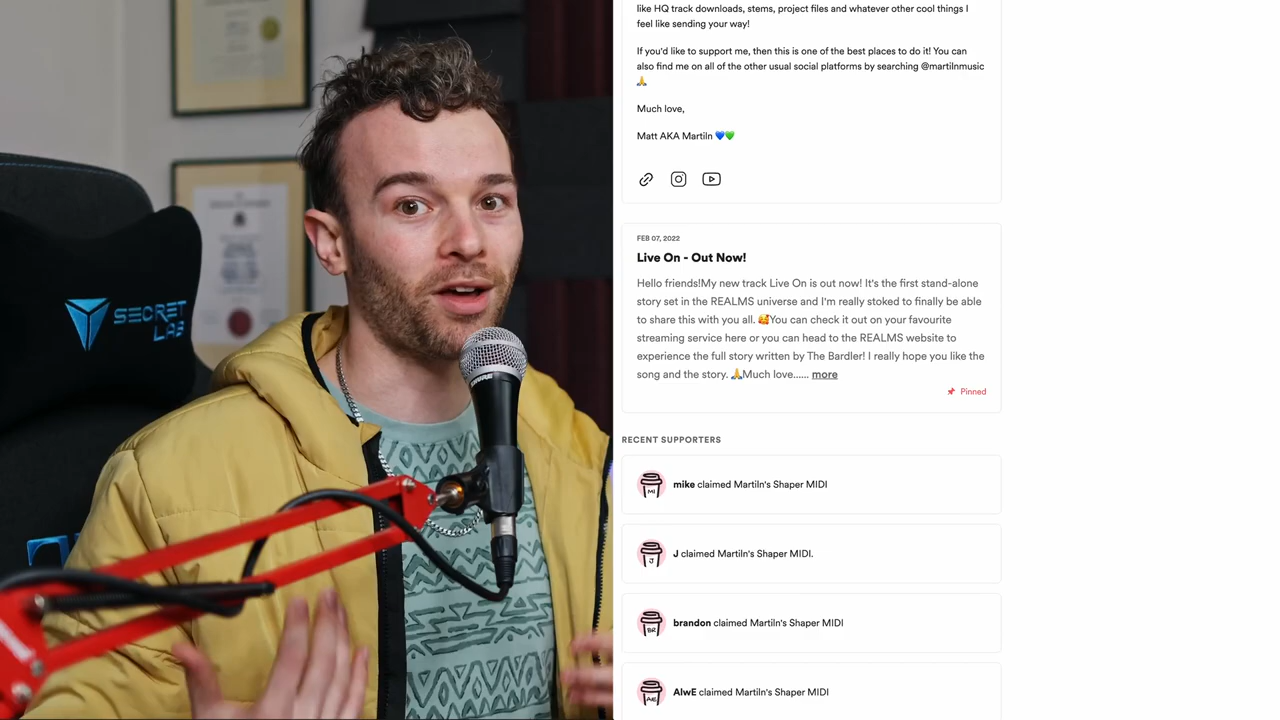 SECRET
LAB
like HQ track downloads, stems, project files and whatever other cool things I
feel like sending your way!
If you'd like to support me, then this is one of the best places to do it! You can
also find me on all of the other usual social platforms by searching @martilnmusic
🙏
Much love,
Matt AKA Martiln 💙💚
FEB 07, 2022
Live On - Out Now!
Hello friends!My new track Live On is out now! It's the first stand-alone
story set in the REALMS universe and I'm really stoked to finally be able
to share this with you all. 🥰You can check it out on your favourite
streaming service here or you can head to the REALMS website to
experience the full story written by The Bardler! I really hope you like the
song and the story. 🙏Much love...... more
Pinned
RECENT SUPPORTERS
MI
mike claimed Martiln's Shaper MIDI
J
J claimed Martiln's Shaper MIDI.
BR
brandon claimed Martiln's Shaper MIDI
AlwE claimed Martiln's Shaper MIDI